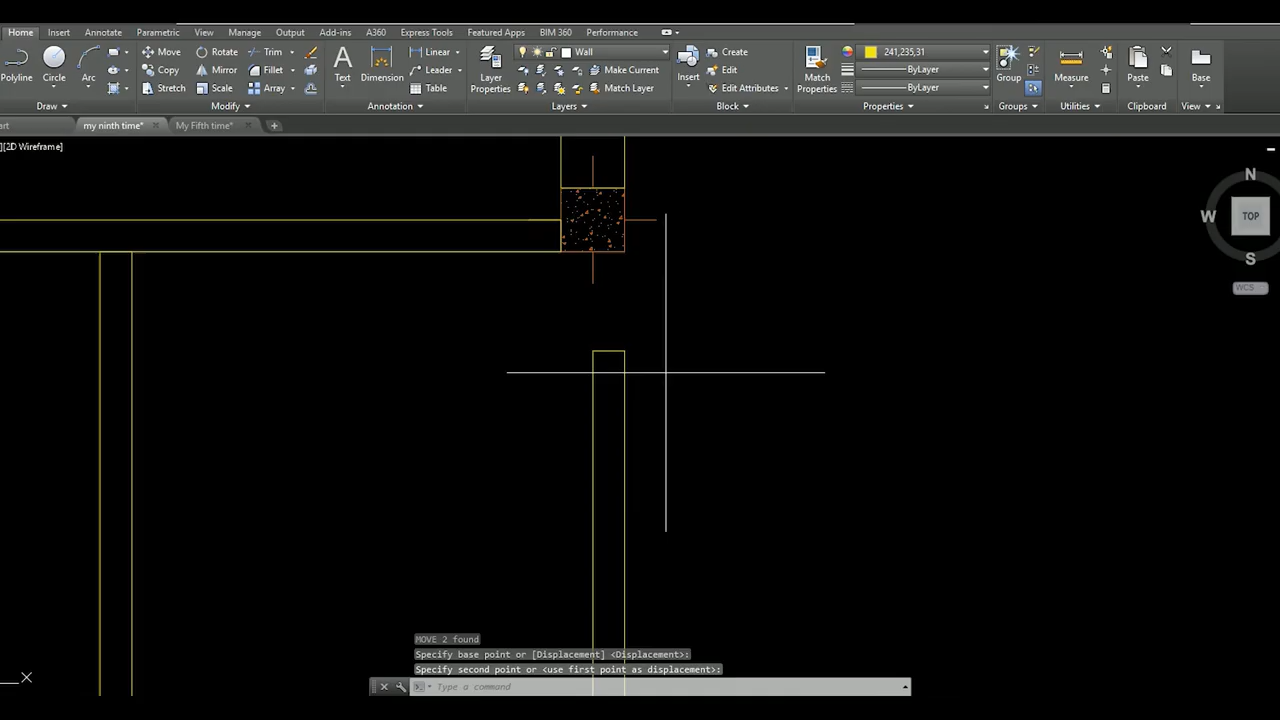 Home Insert Annotate Parametric View Manage Output Add-ins A360 Express Tools Featured Apps BIM 360 Performance
Polyline Circle Arc Move Rotate Trim Text Dimension Linear Layer Properties Wall Insert Create Match Properties 241,235,31 Group Measure Paste Base
Copy Mirror Fillet Leader Make Current Edit ByLayer
Stretch Scale Array Table Match Layer Edit Attributes ByLayer
Draw Modify Annotation Layers Block Properties Groups Utilities Clipboard View
art my ninth time* My Fifth time*
][2D Wireframe]
N
W TOP
S
WCS
MOVE 2 found
Specify base point or [Displacement] <Displacement>:
Specify second point or <use first point as displacement>:
Type a command
X